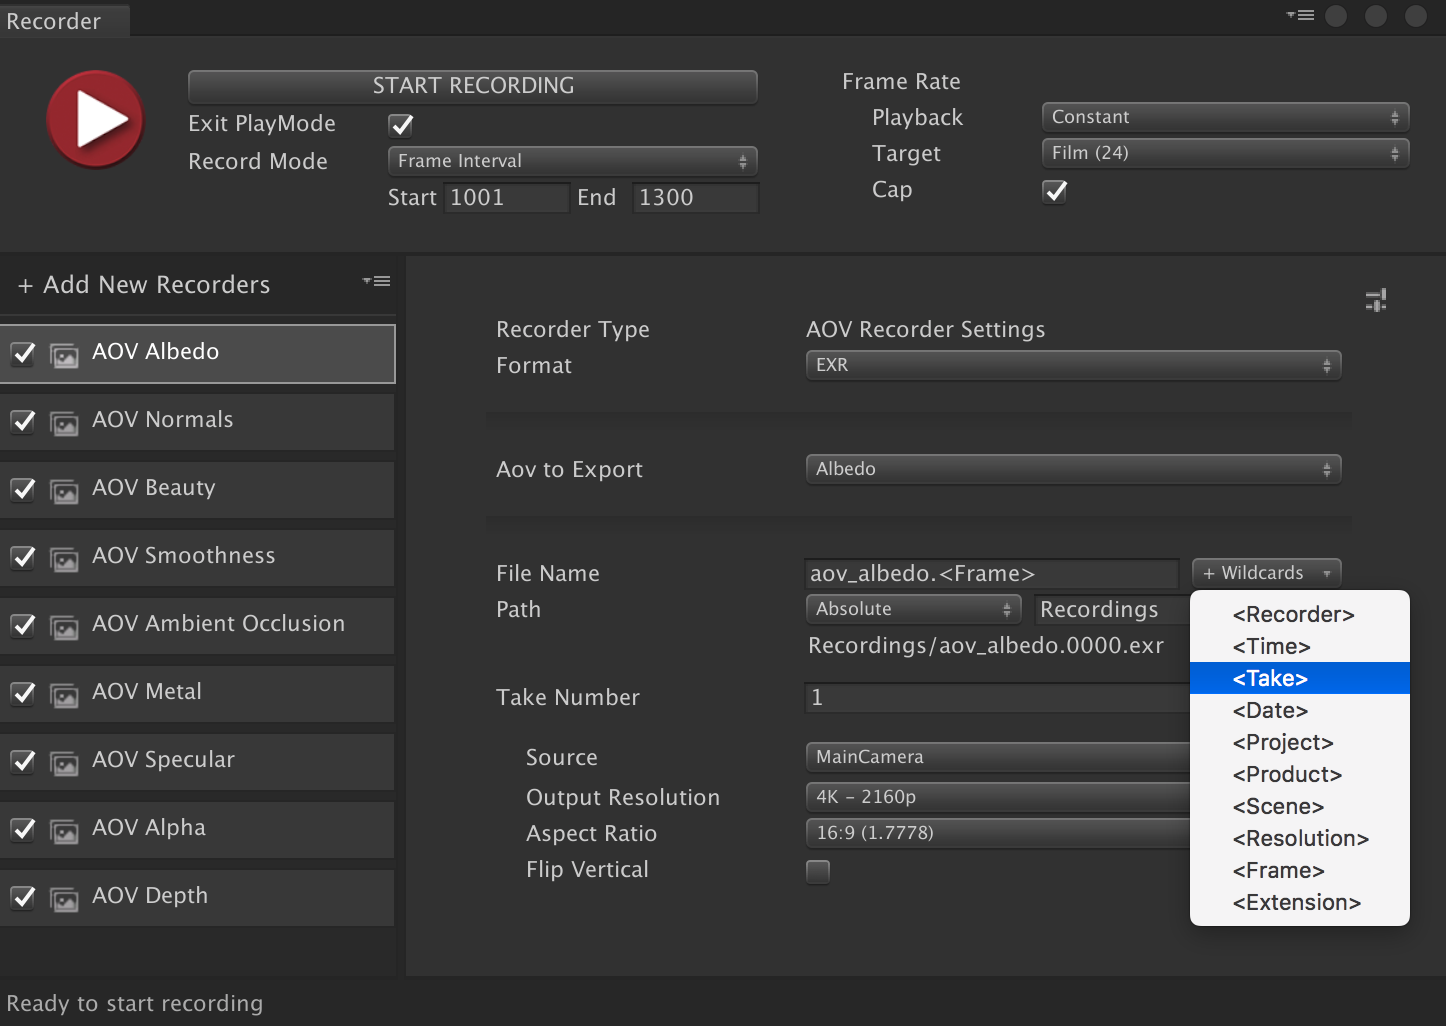 Recorder
START RECORDING
Exit PlayMode
Record Mode
Frame Interval
Start 1001 End 1300
Frame Rate
Playback
Constant
Target
Film (24)
Cap
+ Add New Recorders
AOV Albedo
AOV Normals
AOV Beauty
AOV Smoothness
AOV Ambient Occlusion
AOV Metal
AOV Specular
AOV Alpha
AOV Depth
Recorder Type
AOV Recorder Settings
Format
EXR
Aov to Export
Albedo
File Name
aov_albedo.<Frame>
+ Wildcards
Path
Absolute
Recordings
Recordings/aov_albedo.0000.exr
Take Number
1
Source
MainCamera
Output Resolution
4K – 2160p
Aspect Ratio
16:9 (1.7778)
Flip Vertical
<Recorder>
<Time>
<Take>
<Date>
<Project>
<Product>
<Scene>
<Resolution>
<Frame>
<Extension>
Ready to start recording